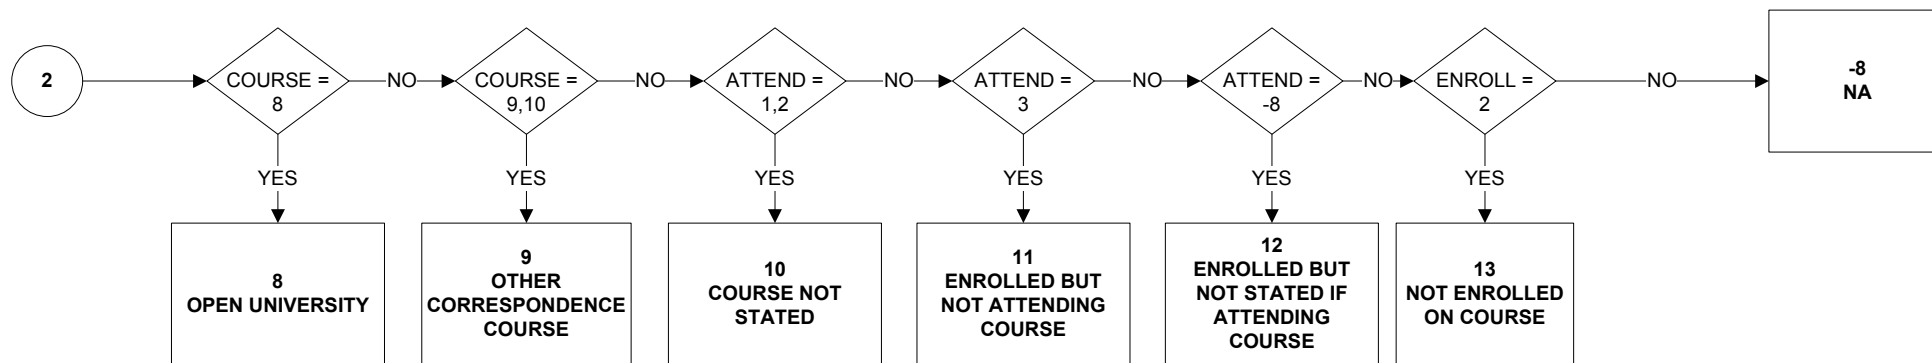 2
COURSE =
8
NO
COURSE =
9,10
NO
ATTEND =
1,2
NO
ATTEND =
3
NO
ATTEND =
-8
NO
ENROLL =
2
NO
-8
NA
YES
YES
YES
YES
YES
YES
8
OPEN UNIVERSITY
9
OTHER
CORRESPONDENCE
COURSE
10
COURSE NOT
STATED
11
ENROLLED BUT
NOT ATTENDING
COURSE
12
ENROLLED BUT
NOT STATED IF
ATTENDING
COURSE
13
NOT ENROLLED
ON COURSE